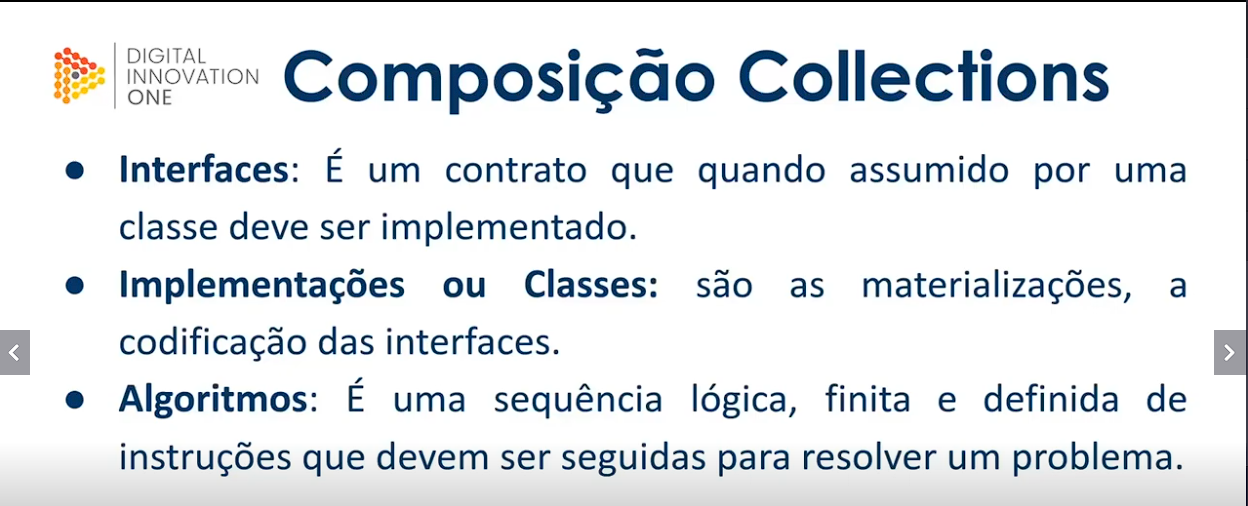 DIGITAL
INNOVATION
ONE
Composição Collections
● Interfaces: É um contrato que quando assumido por uma
classe deve ser implementado.
● Implementações ou Classes: são as materializações, a
codificação das interfaces.
● Algoritmos: É uma sequência lógica, finita e definida de
instruções que devem ser seguidas para resolver um problema.